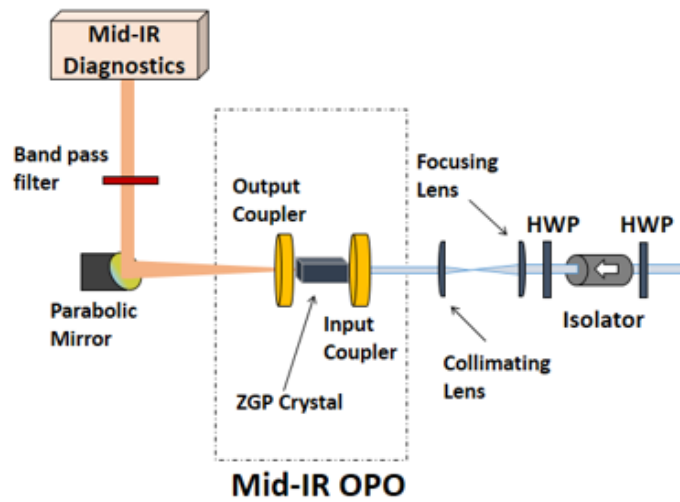 Mid-IR
Diagnostics
Band pass
filter
Output
Coupler
Focusing
Lens
HWP
HWP
Parabolic
Mirror
Input
Coupler
Isolator
Collimating
Lens
ZGP Crystal
Mid-IR OPO